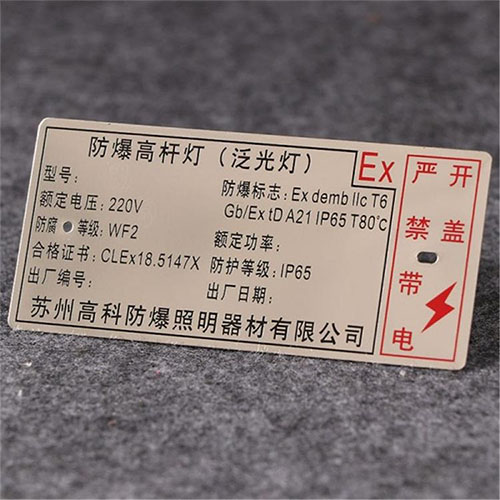 防爆高杆灯（泛光灯）
Ex
型号：
防爆标志：Ex demb IIc T6
Gb/Ex tD A21 IP65 T80℃
额定电压：220V
额定功率：
防腐 等级：WF2
防护等级：IP65
合格证书：CLEx18.5147X
出厂日期：
出厂编号：
苏州高科防爆照明器材有限公司
严禁带电
开盖